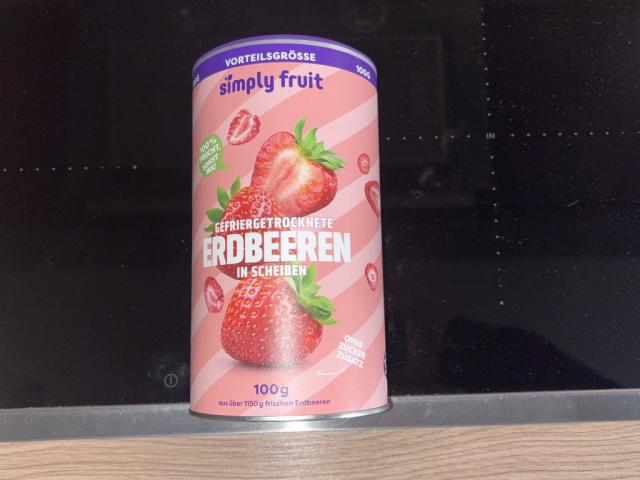 VORTEILSGRÖSSE
100G
simply fruit
100%
FRUCHT,
SONST
NIX!
GEFRIERGETROCKNETE
ERDBEEREN
IN SCHEIBEN
OHNE
ZUCKER
ZUSATZ
100g
aus über 1150g frischen Erdbeeren